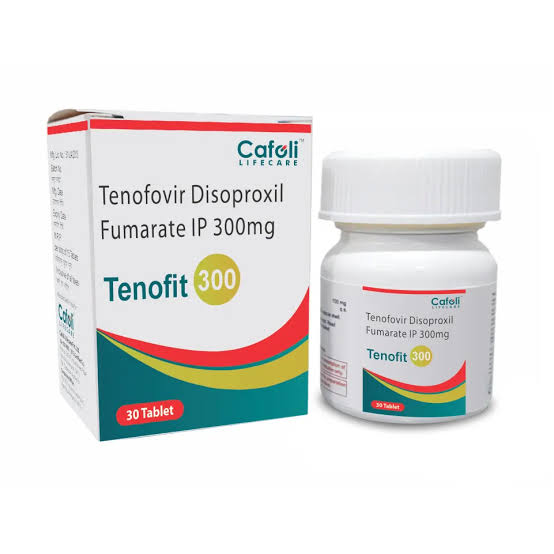 Cafoli
LIFECARE
Tenofovir Disoproxil
Fumarate IP 300mg
Tenofit 300
30 Tablet
Cafoli
LIFECARE
Cafoli
LIFECARE
Tenofovir Disoproxil
Fumarate IP 300mg
Tenofit 300
30 Tablet